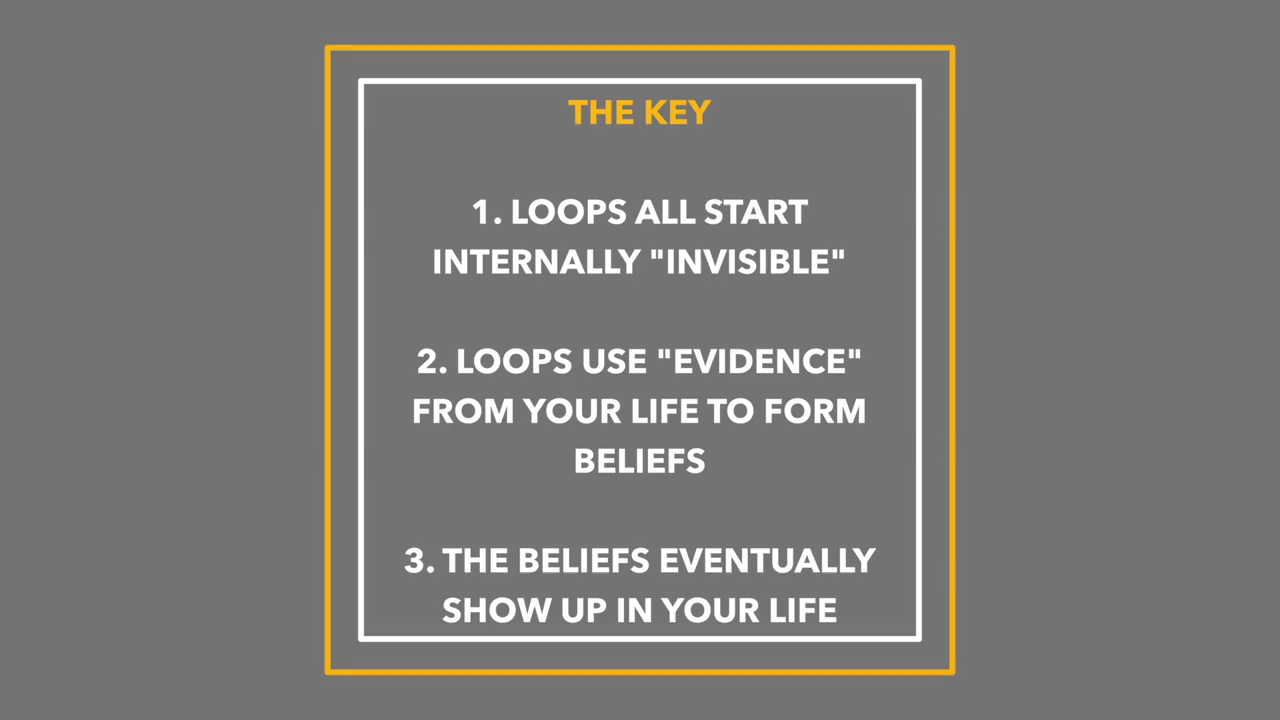 THE KEY
1. LOOPS ALL START
INTERNALLY "INVISIBLE"
2. LOOPS USE "EVIDENCE"
FROM YOUR LIFE TO FORM
BELIEFS
3. THE BELIEFS EVENTUALLY
SHOW UP IN YOUR LIFE